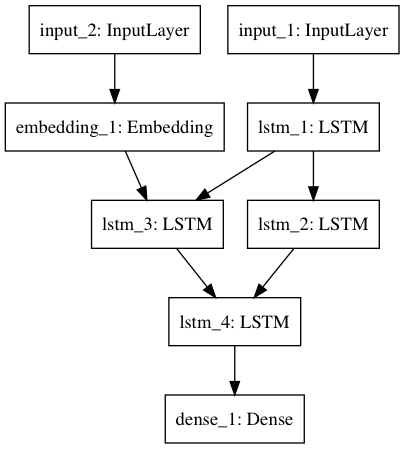 input_2: InputLayer
input_1: InputLayer
embedding_1: Embedding
lstm_1: LSTM
lstm_3: LSTM
lstm_2: LSTM
lstm_4: LSTM
dense_1: Dense